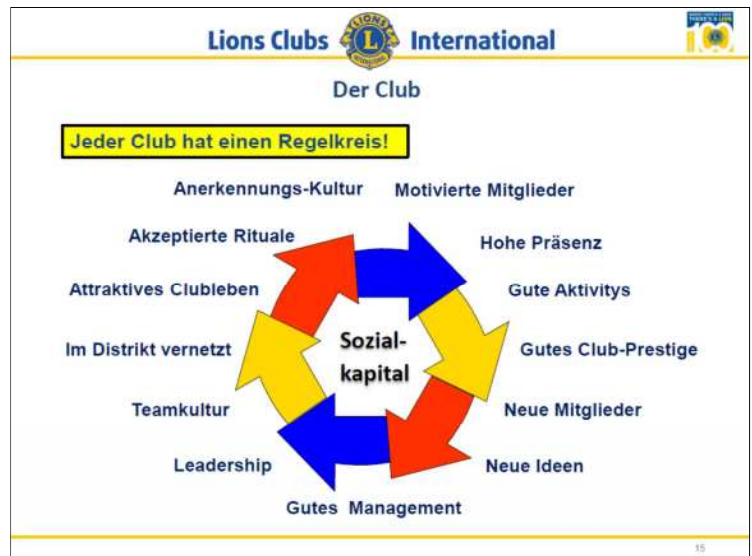 Lions Clubs International
Der Club
Jeder Club hat einen Regelkreis!
Anerkennungs-Kultur
Motivierte Mitglieder
Akzeptierte Rituale
Hohe Präsenz
Attraktives Clubleben
Gute Aktivitys
Im Distrikt vernetzt
Sozial-
kapital
Gutes Club-Prestige
Teamkultur
Neue Mitglieder
Leadership
Neue Ideen
Gutes Management
15